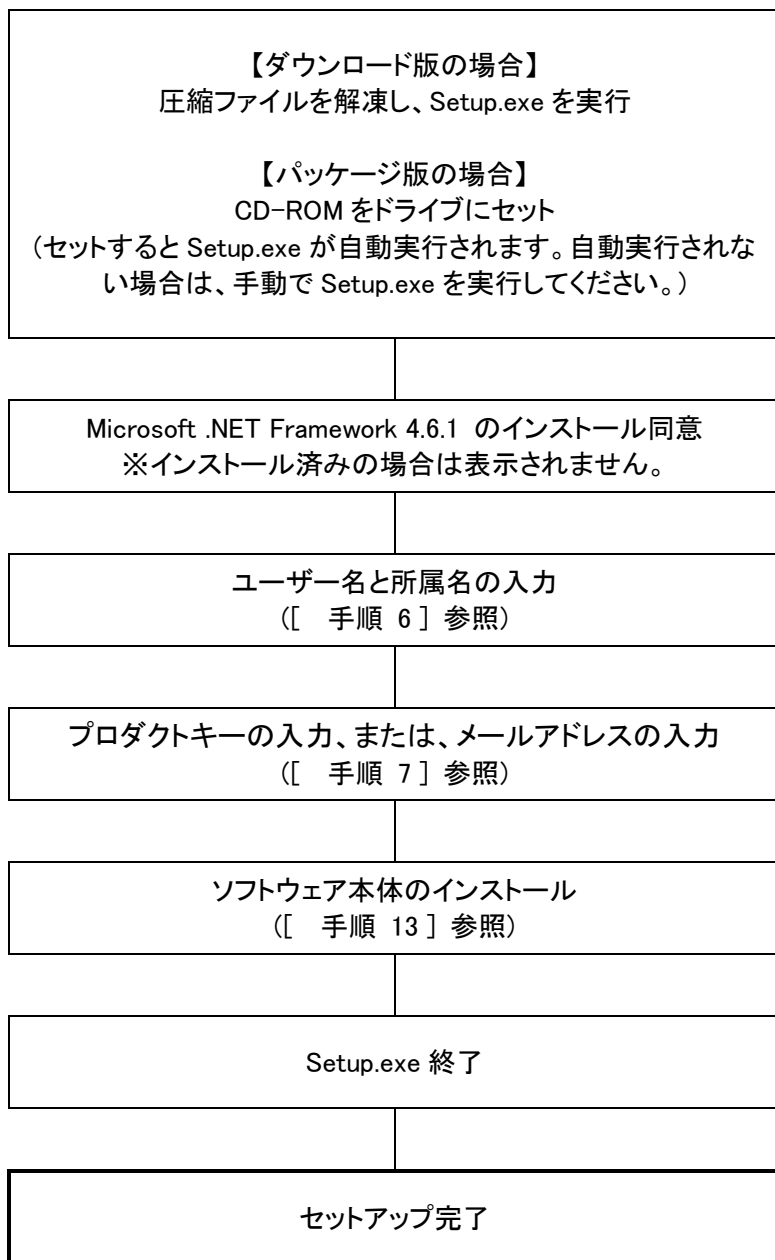 【ダウンロード版の場合】
圧縮ファイルを解凍し、Setup.exe を実行
【パッケージ版の場合】
CD-ROM をドライブにセット
(セットすると Setup.exe が自動実行されます。自動実行されな
い場合は、手動で Setup.exe を実行してください。)
Microsoft .NET Framework 4.6.1 のインストール同意
※インストール済みの場合は表示されません。
ユーザー名と所属名の入力
([ 手順 6 ] 参照)
プロダクトキーの入力、または、メールアドレスの入力
([ 手順 7 ] 参照)
ソフトウェア本体のインストール
([ 手順 13 ] 参照)
Setup.exe 終了
セットアップ完了